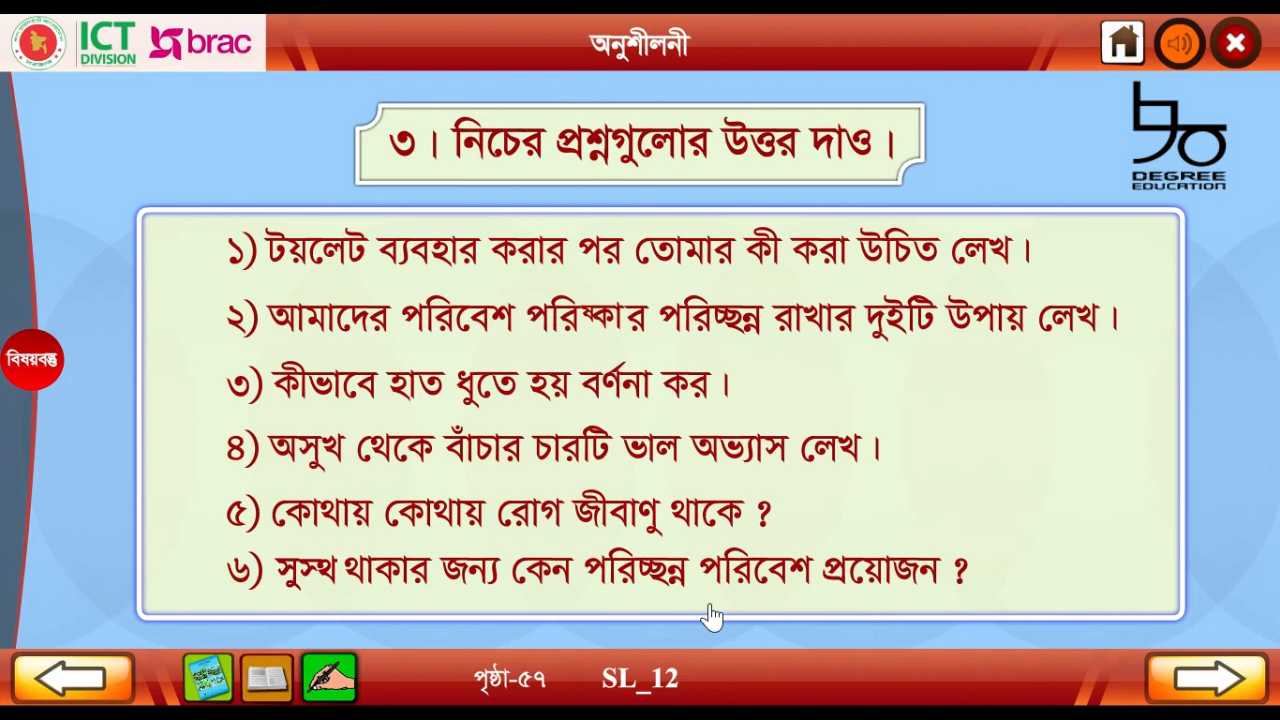 ICT
DIVISION
brac
অনুশীলনী
৩। নিচের প্রশ্নগুলোর উত্তর দাও।
DEGREE
EDUCATION
১) টয়লেট ব্যবহার করার পর তোমার কী করা উচিত লেখ।
২) আমাদের পরিবেশ পরিষ্কার পরিচ্ছন্ন রাখার দুইটি উপায় লেখ।
৩) কীভাবে হাত ধুতে হয় বর্ণনা কর।
৪) অসুখ থেকে বাঁচার চারটি ভাল অভ্যাস লেখ।
৫) কোথায় কোথায় রোগ জীবাণু থাকে ?
৬) সুস্থ থাকার জন্য কেন পরিচ্ছন্ন পরিবেশ প্রয়োজন ?
বিষয়বস্তু
পৃষ্ঠা-৫৭ SL_12